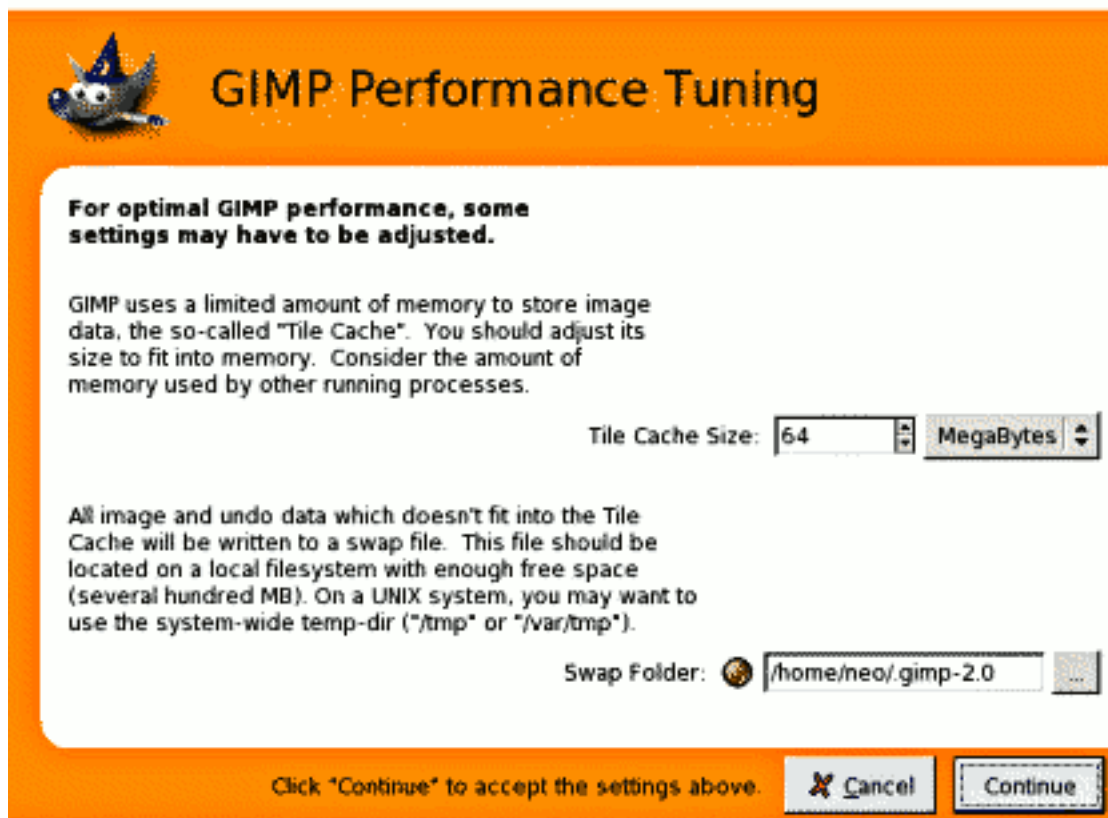 GIMP Performance Tuning
For optimal GIMP performance, some
settings may have to be adjusted.
GIMP uses a limited amount of memory to store image
data, the so-called "Tile Cache".  You should adjust its
size to fit into memory.  Consider the amount of
memory used by other running processes.
Tile Cache Size: 64 MegaBytes
All image and undo data which doesn't fit into the Tile
Cache will be written to a swap file.  This file should be
located on a local filesystem with enough free space
(several hundred MB). On a UNIX system, you may want to
use the system-wide temp-dir ("/tmp" or "/var/tmp").
Swap Folder: /home/neo/.gimp-2.0 ...
Click "Continue" to accept the settings above. Cancel Continue